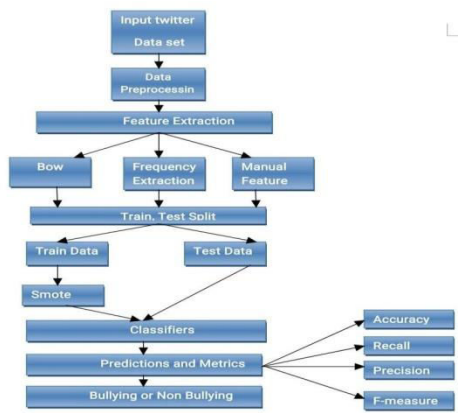 Input twitter
Data set
Data
Preprocessin
Feature Extraction
Bow
Frequency
Extraction
Manual
Feature
Train, Test Split
Train Data
Test Data
Smote
Classifiers
Predictions and Metrics
Bullying or Non Bullying
Accuracy
Recall
Precision
F-measure